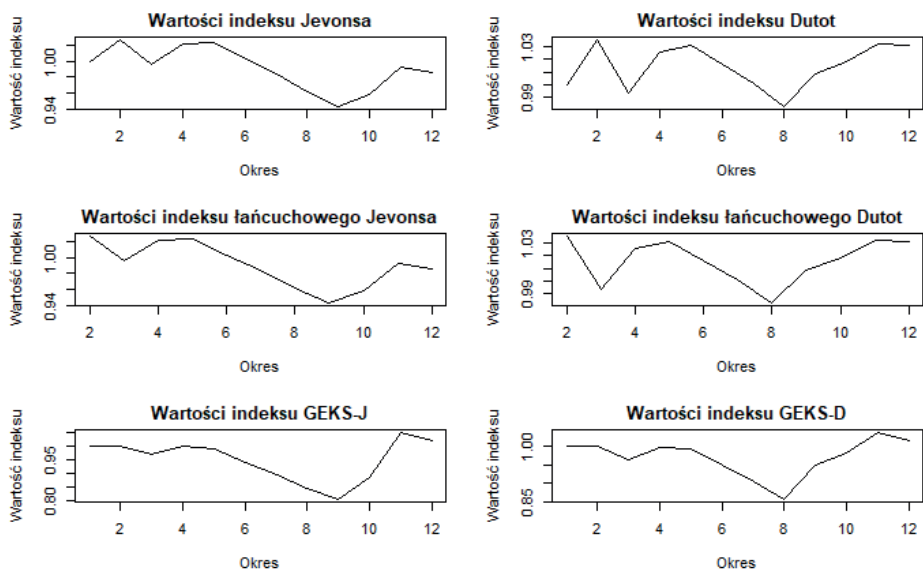 Wartości indeksu Jevonsa
Wartość indeksu
1.00
0.94
2 4 6 8 10 12
Okres
Wartości indeksu Dutot
Wartość indeksu
1.03
0.99
2 4 6 8 10 12
Okres
Wartości indeksu łańcuchowego Jevonsa
Wartość indeksu
1.00
0.94
2 4 6 8 10 12
Okres
Wartości indeksu łańcuchowego Dutot
Wartość indeksu
1.03
0.99
2 4 6 8 10 12
Okres
Wartości indeksu GEKS-J
Wartość indeksu
0.95
0.80
2 4 6 8 10 12
Okres
Wartości indeksu GEKS-D
Wartość indeksu
1.00
0.85
2 4 6 8 10 12
Okres